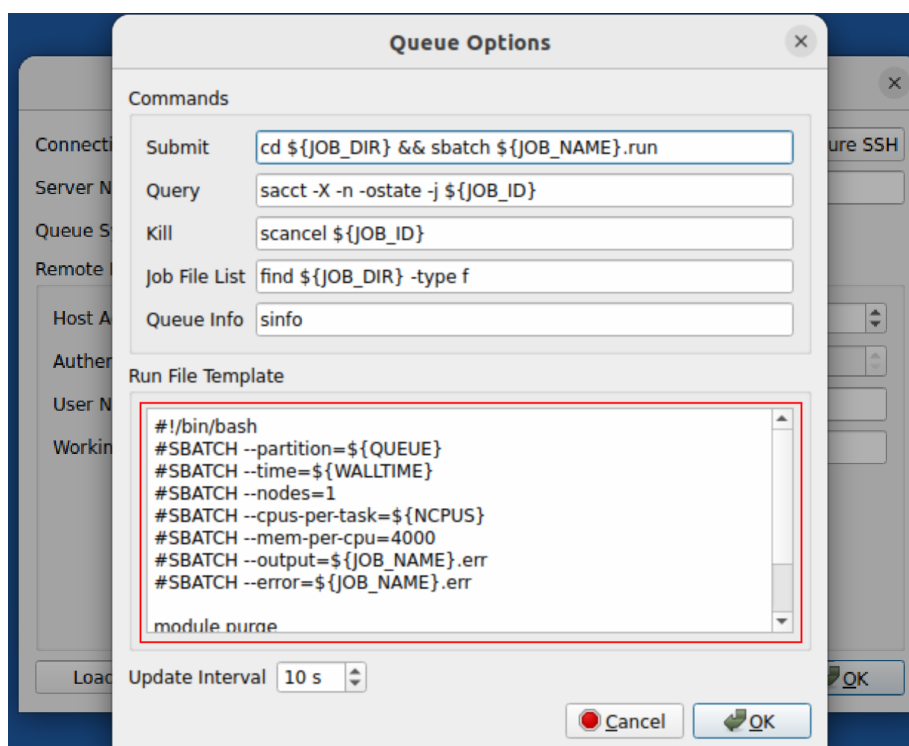 Queue Options
Commands
Submit cd ${JOB_DIR} && sbatch ${JOB_NAME}.run
Query sacct -X -n -ostate -j ${JOB_ID}
Kill scancel ${JOB_ID}
Job File List find ${JOB_DIR} -type f
Queue Info sinfo
Run File Template
#!/bin/bash
#SBATCH --partition=${QUEUE}
#SBATCH --time=${WALLTIME}
#SBATCH --nodes=1
#SBATCH --cpus-per-task=${NCPUS}
#SBATCH --mem-per-cpu=4000
#SBATCH --output=${JOB_NAME}.err
#SBATCH --error=${JOB_NAME}.err
module purge
Update Interval 10 s
Cancel OK
Connecti
ure SSH
Server N
Queue S
Remote
Host A
Auther
User N
Workin
Load
OK